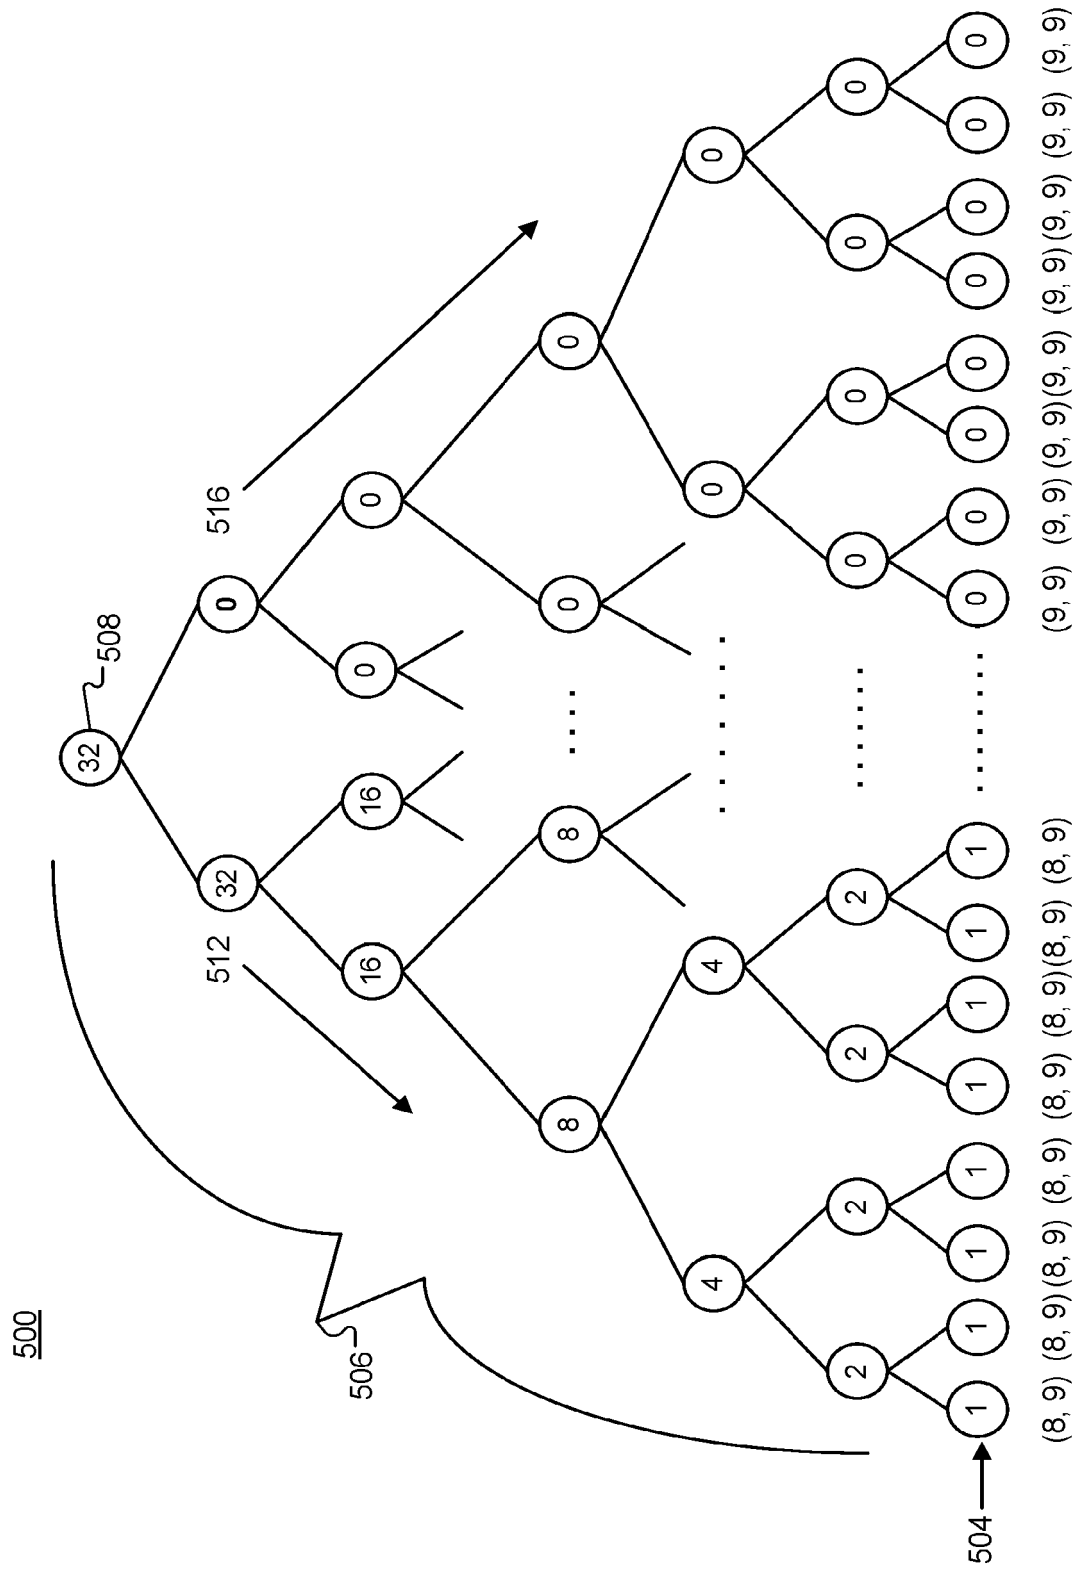 500
32
508
506
512
516
32 0
16 16 0 0
8 8 .... 0 0
4 4 ...... 0 0
2 2 2 2 ....... 0 0 0 0
504
1 1 1 1 1 1 1 1 ........ 0 0 0 0 0 0 0 0
(8, 9) (8, 9) (8, 9) (8, 9) (8, 9) (8, 9) (8, 9) (8, 9) (9, 9) (9, 9) (9, 9) (9, 9) (9, 9) (9, 9) (9, 9) (9, 9)